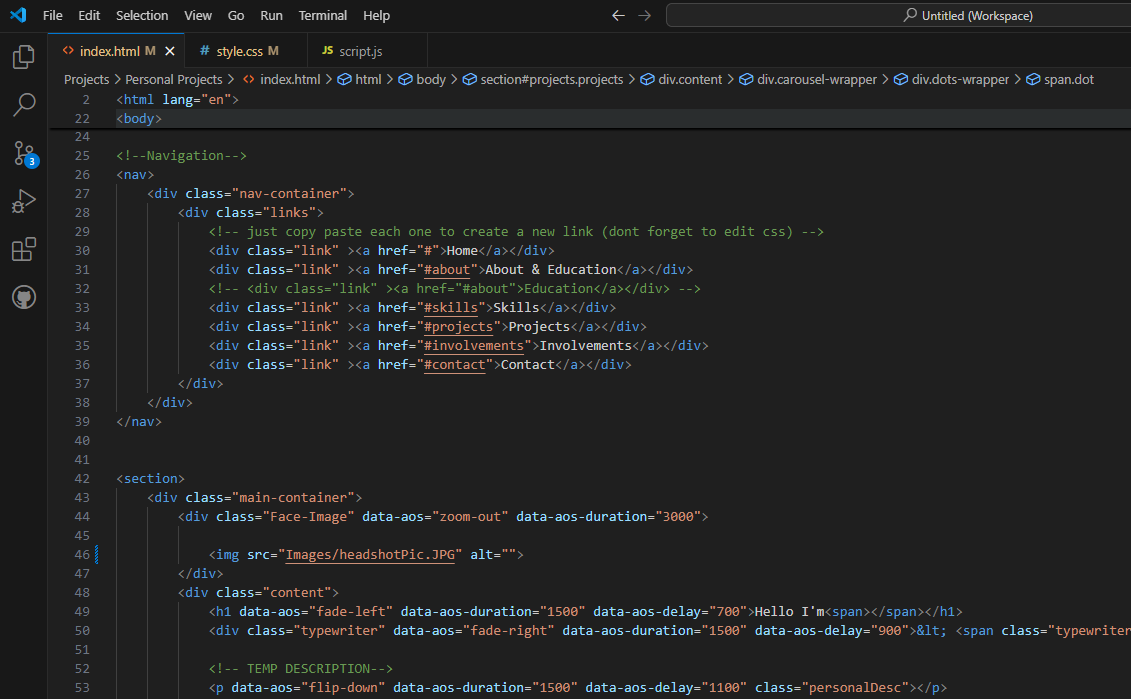 File Edit Selection View Go Run Terminal Help Untitled (Workspace)
index.html M style.css M JS script.js
Projects > Personal Projects > index.html > html > body > section#projects.projects > div.content > div.carousel-wrapper > div.dots-wrapper > span.dot
2 <html lang="en">
22 <body>
24
25 <!--Navigation-->
26 <nav>
27 <div class="nav-container">
28 <div class="links">
29 <!-- just copy paste each one to create a new link (dont forget to edit css) -->
30 <div class="link" ><a href="#">Home</a></div>
31 <div class="link" ><a href="#about">About & Education</a></div>
32 <!-- <div class="link" ><a href="#about">Education</a></div> -->
33 <div class="link" ><a href="#skills">Skills</a></div>
34 <div class="link" ><a href="#projects">Projects</a></div>
35 <div class="link" ><a href="#involvements">Involvements</a></div>
36 <div class="link" ><a href="#contact">Contact</a></div>
37 </div>
38 </div>
39 </nav>
40
41
42 <section>
43 <div class="main-container">
44 <div class="Face-Image" data-aos="zoom-out" data-aos-duration="3000">
45
46 <img src="Images/headshotPic.JPG" alt="">
47 </div>
48 <div class="content">
49 <h1 data-aos="fade-left" data-aos-duration="1500" data-aos-delay="700">Hello I'm<span></span></h1>
50 <div class="typewriter" data-aos="fade-right" data-aos-duration="1500" data-aos-delay="900">&lt; <span class="typewriter
51
52 <!-- TEMP DESCRIPTION-->
53 <p data-aos="flip-down" data-aos-duration="1500" data-aos-delay="1100" class="personalDesc"></p>
3